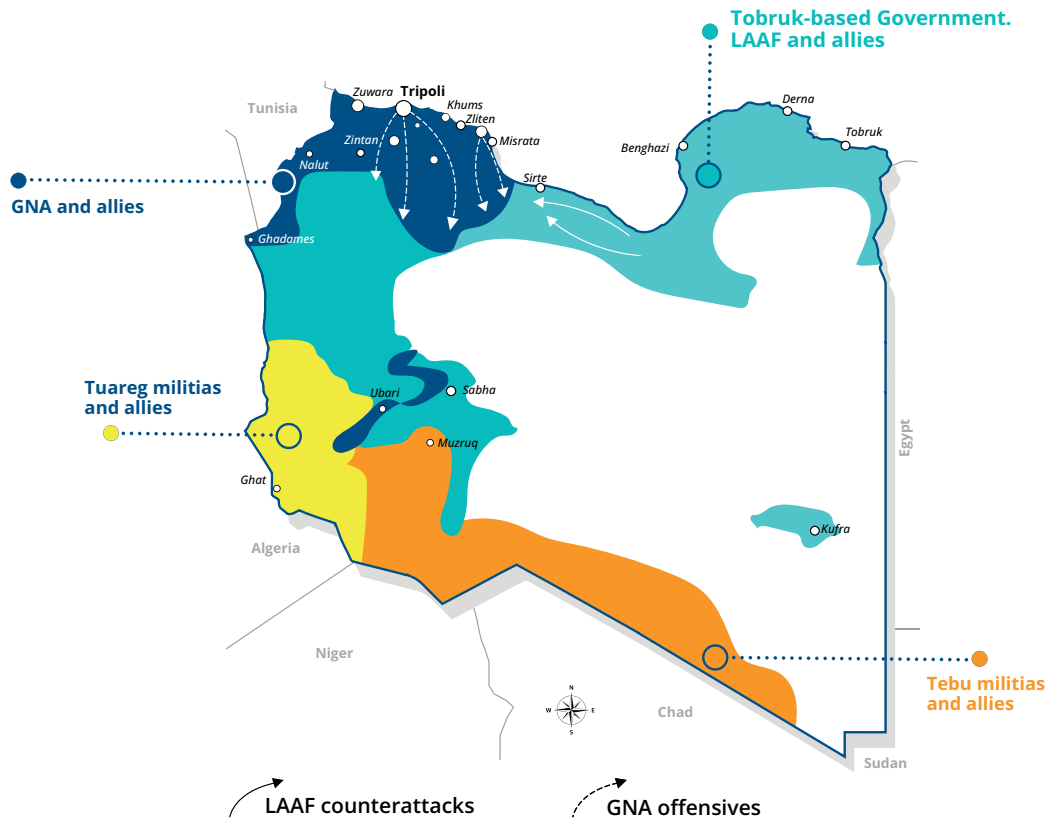 Tobruk-based Government.
LAAF and allies
Tunisia
Zuwara
Tripoli
Khums
Zliten
Misrata
Zintan
Nalut
Derna
Tobruk
Benghazi
Sirte
GNA and allies
Ghadames
Tuareg militias
and allies
Ubari
Sabha
Muzruq
Egypt
Ghat
Kufra
Algeria
Niger
Tebu militias
and allies
N
W
E
S
Chad
Sudan
LAAF counterattacks
GNA offensives